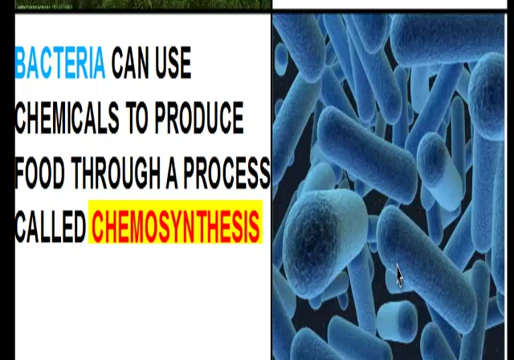 BACTERIA CAN USE
CHEMICALS TO PRODUCE
FOOD THROUGH A PROCESS
CALLED CHEMOSYNTHESIS